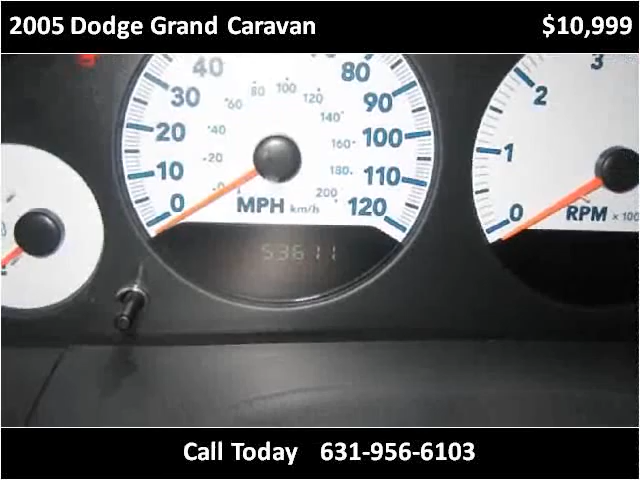 2005 Dodge Grand Caravan $10,999
40 80 3
30 60 80 100 120 90 2
20 40 140 100 1
20 160
10 0 180 110
0 MPH km/h 200 120 0 RPM x 100
53611
Call Today 631-956-6103